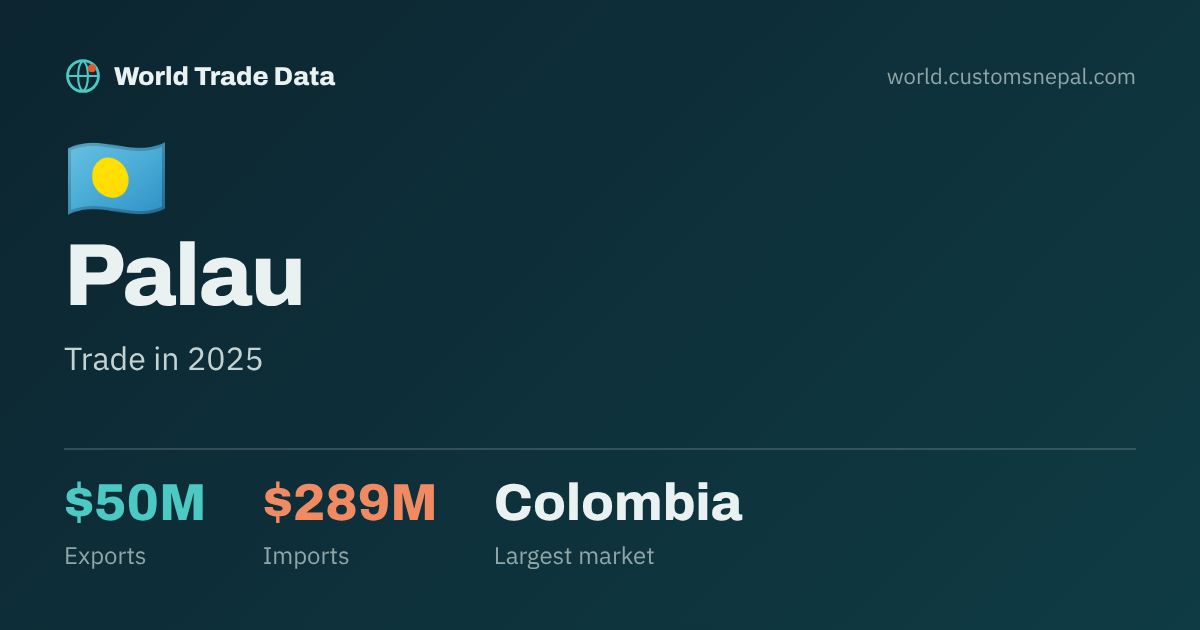 World Trade Data
world.customsnepal.com
Palau
Trade in 2025
$50M
Exports
$289M
Imports
Colombia
Largest market